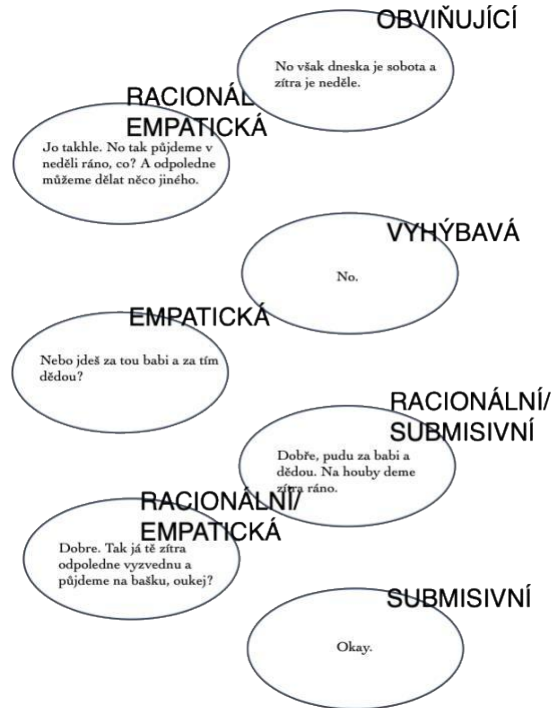 OBVIŇUJÍCÍ
No však dneska je sobota a
zítra je neděle.
RACIONÁL
EMPATICKÁ
Jo takhle. No tak půjdeme v
neděli ráno, co? A odpoledne
můžeme dělat něco jiného.
VYHÝBAVÁ
No.
EMPATICKÁ
Nebo jdeš za tou babi a za tím
dědou?
RACIONÁLNÍ/
SUBMISIVNÍ
Dobře, pudu za babi a
dědou. Na houby deme
zítra ráno.
RACIONÁLNÍ/
EMPATICKÁ
Dobre. Tak já tě zítra
odpoledne vyzvednu a
půjdeme na bašku, oukej?
SUBMISIVNÍ
Okay.